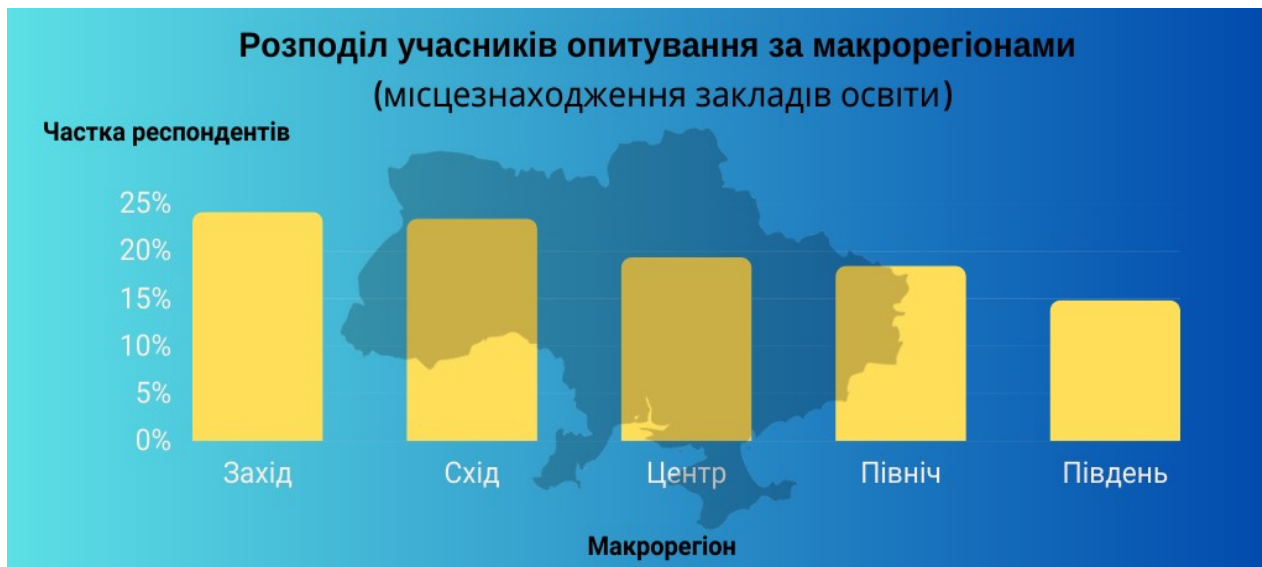 Розподіл учасників опитування за макрорегіонами
(місцезнаходження закладів освіти)
Частка респондентів
25%
20%
15%
10%
5%
0%
Захід Схід Центр Північ Південь
Макрорегіон